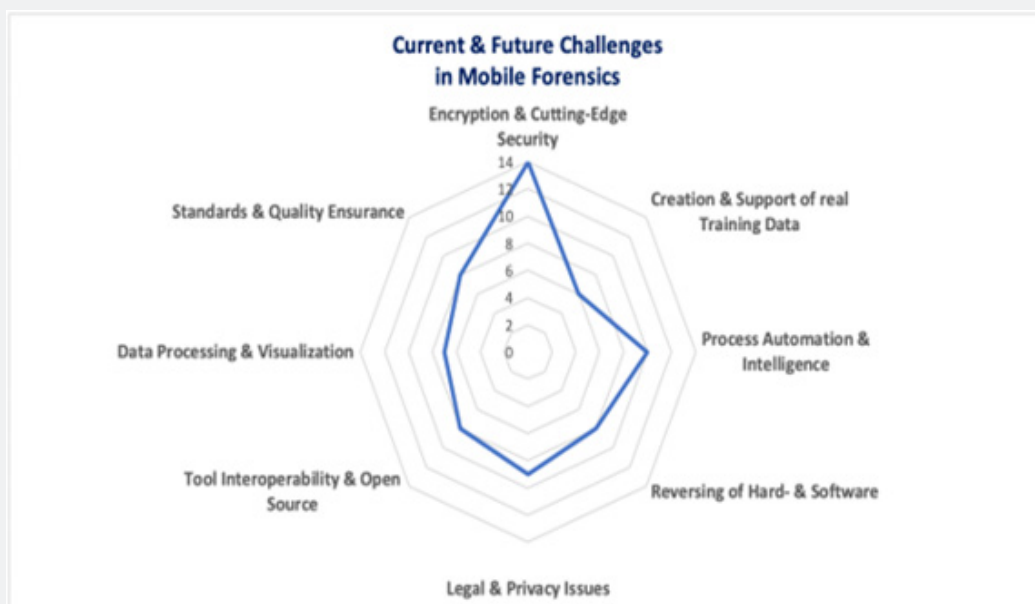 Current & Future Challenges
in Mobile Forensics
Encryption & Cutting-Edge
Security
14
12
10
8
6
4
2
0
Creation & Support of real
Training Data
Process Automation &
Intelligence
Reversing of Hard- & Software
Legal & Privacy Issues
Tool Interoperability & Open
Source
Data Processing & Visualization
Standards & Quality Ensurance